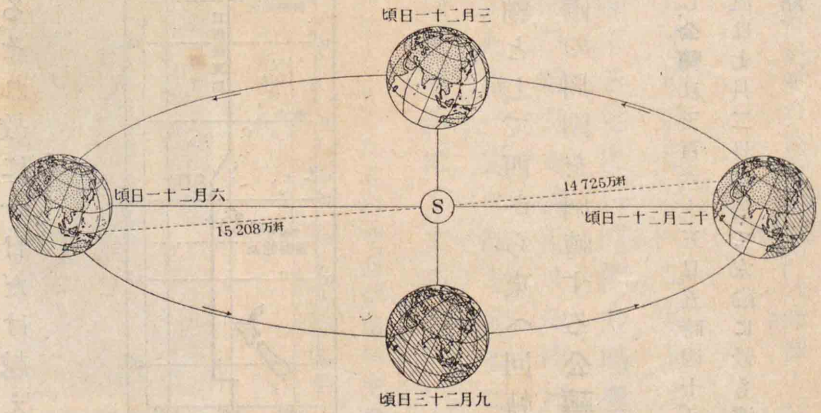 三月二十一日頃
14 725万粁
六月二十一日頃
S
十二月二十一日頃
15 208万粁
九月二十三日頃